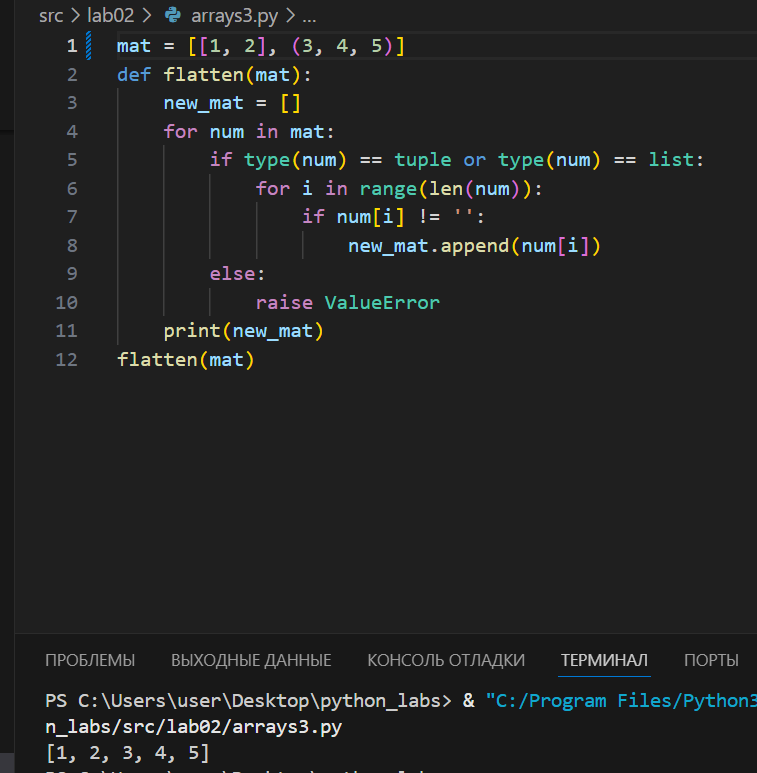 src > lab02 > arrays3.py > ...
1 mat = [[1, 2], (3, 4, 5)]
2 def flatten(mat):
3     new_mat = []
4     for num in mat:
5         if type(num) == tuple or type(num) == list:
6             for i in range(len(num)):
7                 if num[i] != '':
8                     new_mat.append(num[i])
9         else:
10             raise ValueError
11     print(new_mat)
12 flatten(mat)
ПРОБЛЕМЫ ВЫХОДНЫЕ ДАННЫЕ КОНСОЛЬ ОТЛАДКИ ТЕРМИНАЛ ПОРТЫ
PS C:\Users\user\Desktop\python_labs> & "C:/Program Files/Python3
n_labs/src/lab02/arrays3.py
[1, 2, 3, 4, 5]